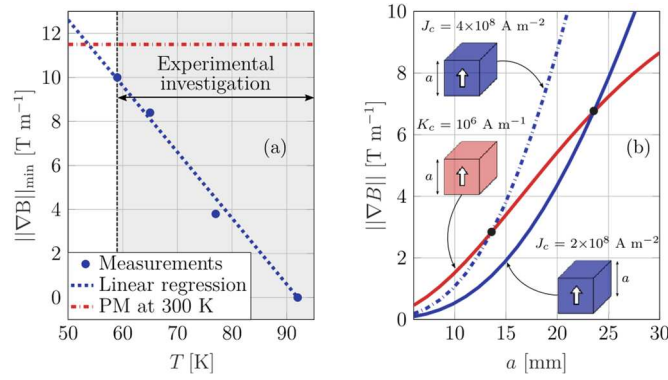 14
12
10
8
6
4
2
0
||∇B||min [T m⁻¹]
Experimental
investigation
(a)
Measurements
Linear regression
PM at 300 K
50 60 70 80 90
T [K]
10
8
6
4
2
0
||∇B|| [T m⁻¹]
Jc = 4×10⁸ A m⁻²
a
Kc = 10⁶ A m⁻¹
a
(b)
Jc = 2×10⁸ A m⁻²
a
10 15 20 25 30
a [mm]